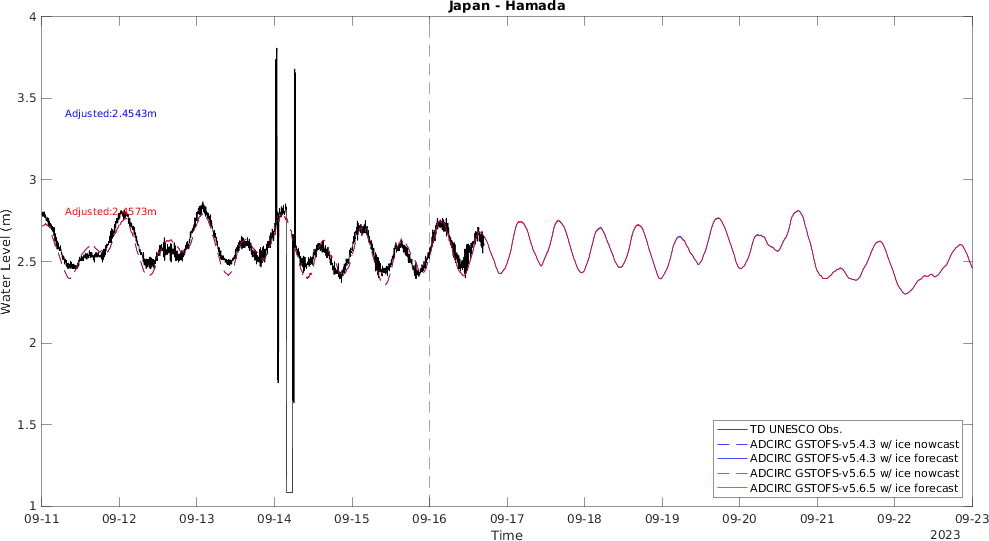 Japan - Hamada
4
3.5
3
2.5
2
1.5
1
Water Level (m)
Adjusted:2.4543m
Adjusted:2.4573m
TD UNESCO Obs.
ADCIRC GSTOFS-v5.4.3 w/ ice nowcast
ADCIRC GSTOFS-v5.4.3 w/ ice forecast
ADCIRC GSTOFS-v5.6.5 w/ ice nowcast
ADCIRC GSTOFS-v5.6.5 w/ ice forecast
09-11 09-12 09-13 09-14 09-15 09-16 09-17 09-18 09-19 09-20 09-21 09-22 09-23
Time
2023